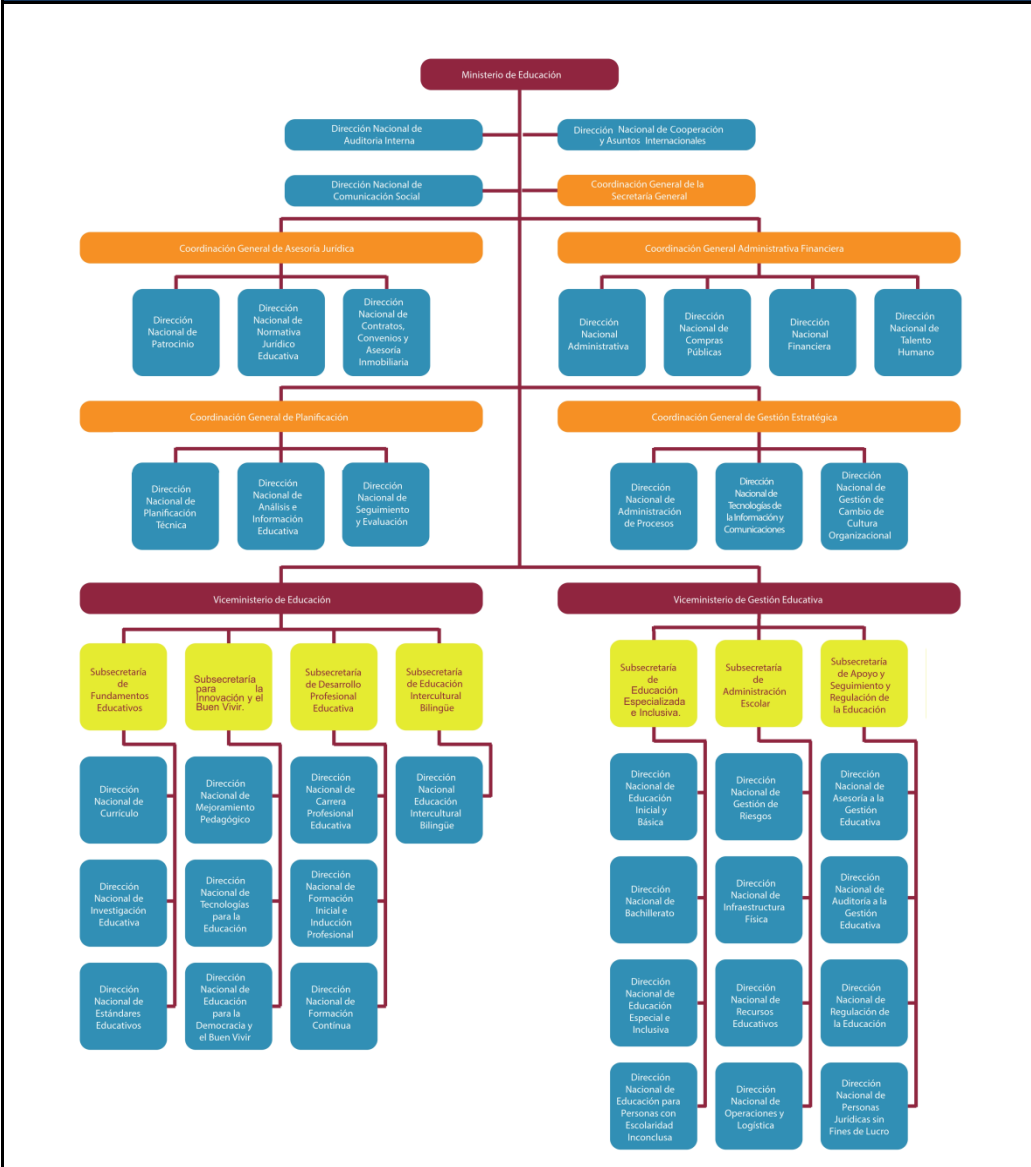 Ministerio de Educación
Dirección Nacional de
Auditoría Interna
Dirección Nacional de Cooperación
y Asuntos Internacionales
Dirección Nacional de
Comunicación Social
Coordinación General de la
Secretaría General
Coordinación General de Asesoría Jurídica
Coordinación General Administrativa Financiera
Dirección
Nacional de
Patrocinio
Dirección
Nacional de
Normativa
Jurídico
Educativa
Dirección
Nacional de
Contratos,
Convenios y
Asesoría
Inmobiliaria
Dirección
Nacional
Administrativa
Dirección
Nacional de
Compras
Públicas
Dirección
Nacional
Financiera
Dirección
Nacional de
Talento
Humano
Coordinación General de Planificación
Coordinación General de Gestión Estratégica
Dirección
Nacional de
Planificación
Técnica
Dirección
Nacional de
Análisis e
Información
Educativa
Dirección
Nacional de
Seguimiento
y Evaluación
Dirección
Nacional de
Administración
de Procesos
Dirección
Nacional de
Tecnologías de
la Información y
Comunicaciones
Dirección
Nacional de
Gestión de
Cambio de
Cultura
Organizacional
Viceministerio de Educación
Viceministerio de Gestión Educativa
Subsecretaría
de
Fundamentos
Educativos
Subsecretaría
para la
Innovación y el
Buen Vivir.
Subsecretaría
de Desarrollo
Profesional
Educativa
Subsecretaría
de Educación
Intercultural
Bilingüe
Subsecretaría
de
Educación
Especializada
e Inclusiva.
Subsecretaría
de
Administración
Escolar
Subsecretaría
de Apoyo y
Seguimiento y
Regulación de
la Educación
Dirección
Nacional de
Currículo
Dirección
Nacional de
Mejoramiento
Pedagógico
Dirección
Nacional de
Carrera
Profesional
Educativa
Dirección
Nacional
Educación
Intercultural
Bilingüe
Dirección
Nacional de
Educación
Inicial y
Básica
Dirección
Nacional de
Gestión de
Riesgos
Dirección
Nacional de
Asesoría a la
Gestión
Educativa
Dirección
Nacional de
Investigación
Educativa
Dirección
Nacional de
Tecnologías
para la
Educación
Dirección
Nacional de
Formación
Inicial e
Inducción
Profesional
Dirección
Nacional de
Bachillerato
Dirección
Nacional de
Infraestructura
Física
Dirección
Nacional de
Auditoría a la
Gestión
Educativa
Dirección
Nacional de
Estándares
Educativos
Dirección
Nacional de
Educación
para la
Democracia y
el Buen Vivir
Dirección
Nacional de
Formación
Contínua
Dirección
Nacional de
Educación
Especial e
Inclusiva
Dirección
Nacional de
Recursos
Educativos
Dirección
Nacional de
Regulación de
la Educación
Dirección
Nacional de
Educación para
Personas con
Escolaridad
Inconclusa
Dirección
Nacional de
Operaciones y
Logística
Dirección
Nacional de
Personas
Jurídicas sin
Fines de Lucro